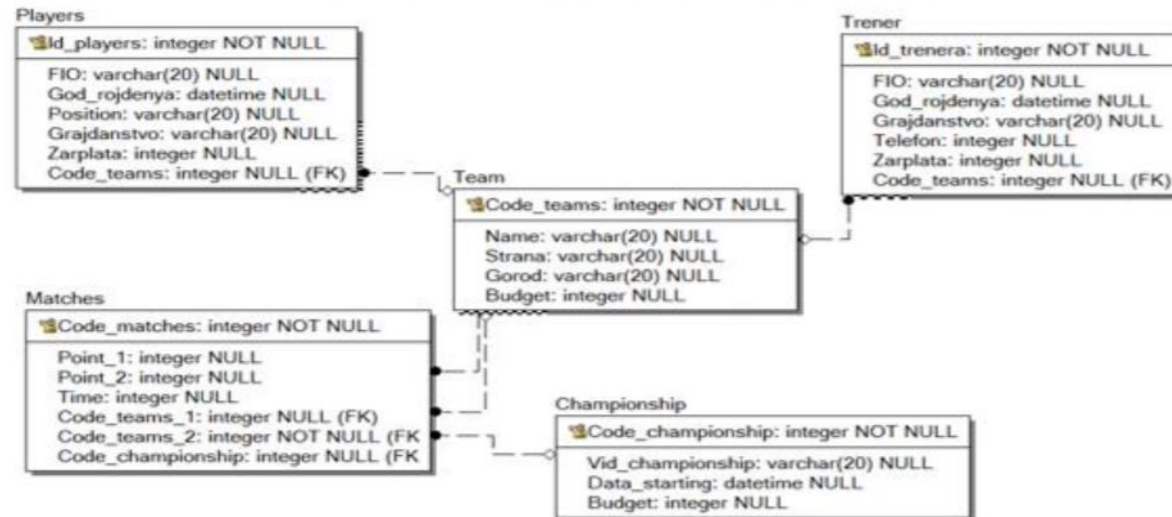 Players
Id_players: integer NOT NULL
FIO: varchar(20) NULL
God_rojdenya: datetime NULL
Position: varchar(20) NULL
Grajdanstvo: varchar(20) NULL
Zarplata: integer NULL
Code_teams: integer NULL (FK)
Trener
Id_trenera: integer NOT NULL
FIO: varchar(20) NULL
God_rojdenya: datetime NULL
Grajdanstvo: varchar(20) NULL
Telefon: integer NULL
Zarplata: integer NULL
Code_teams: integer NULL (FK)
Team
Code_teams: integer NOT NULL
Name: varchar(20) NULL
Strana: varchar(20) NULL
Gorod: varchar(20) NULL
Budget: integer NULL
Matches
Code_matches: integer NOT NULL
Point_1: integer NULL
Point_2: integer NULL
Time: integer NULL
Code_teams_1: integer NULL (FK)
Code_teams_2: integer NOT NULL (FK
Code_championship: integer NULL (FK
Championship
Code_championship: integer NOT NULL
Vid_championship: varchar(20) NULL
Data_starting: datetime NULL
Budget: integer NULL